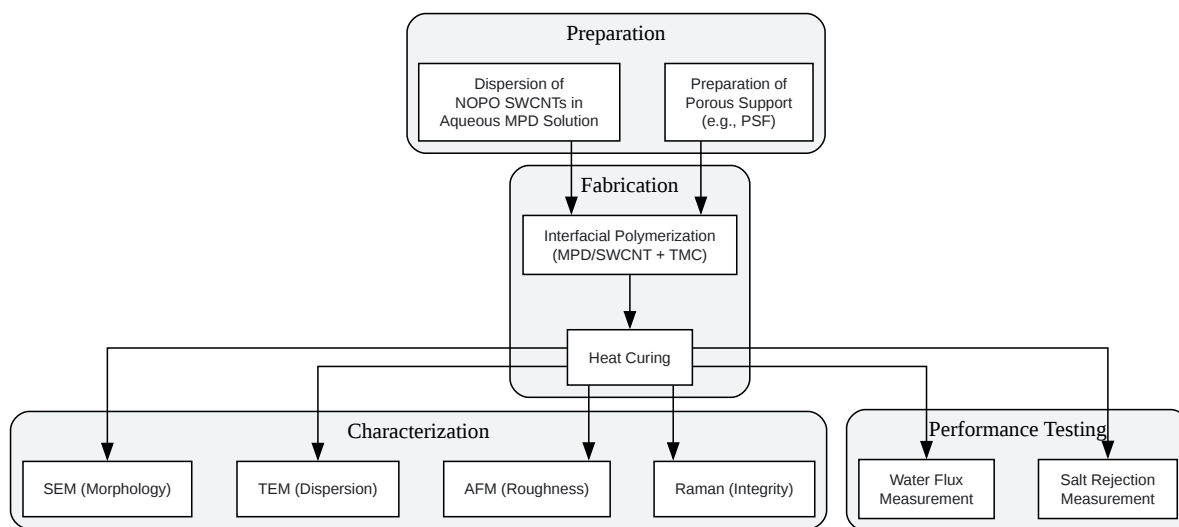 Preparation
Dispersion of
NOPO SWCNTs in
Aqueous MPD Solution
Preparation of
Porous Support
(e.g., PSF)
Fabrication
Interfacial Polymerization
(MPD/SWCNT + TMC)
Heat Curing
Characterization
SEM (Morphology)
TEM (Dispersion)
AFM (Roughness)
Raman (Integrity)
Performance Testing
Water Flux
Measurement
Salt Rejection
Measurement